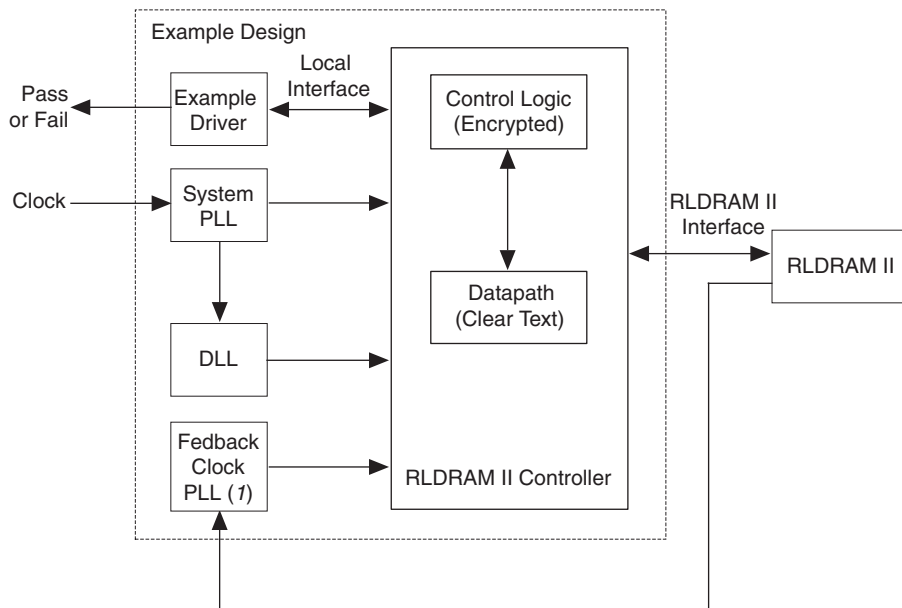 Example Design
Pass
or Fail
Example
Driver
Local
Interface
Control Logic
(Encrypted)
Clock
System
PLL
RLDRAM II
Interface
RLDRAM II
Datapath
(Clear Text)
DLL
Fedback
Clock
PLL (1)
RLDRAM II Controller